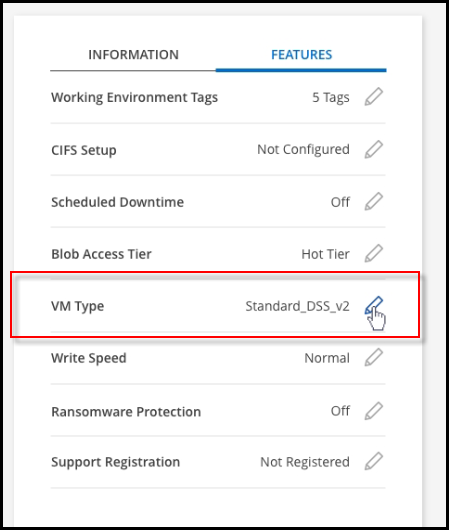 INFORMATION FEATURES
Working Environment Tags 5 Tags
CIFS Setup Not Configured
Scheduled Downtime Off
Blob Access Tier Hot Tier
VM Type Standard_DSS_v2
Write Speed Normal
Ransomware Protection Off
Support Registration Not Registered